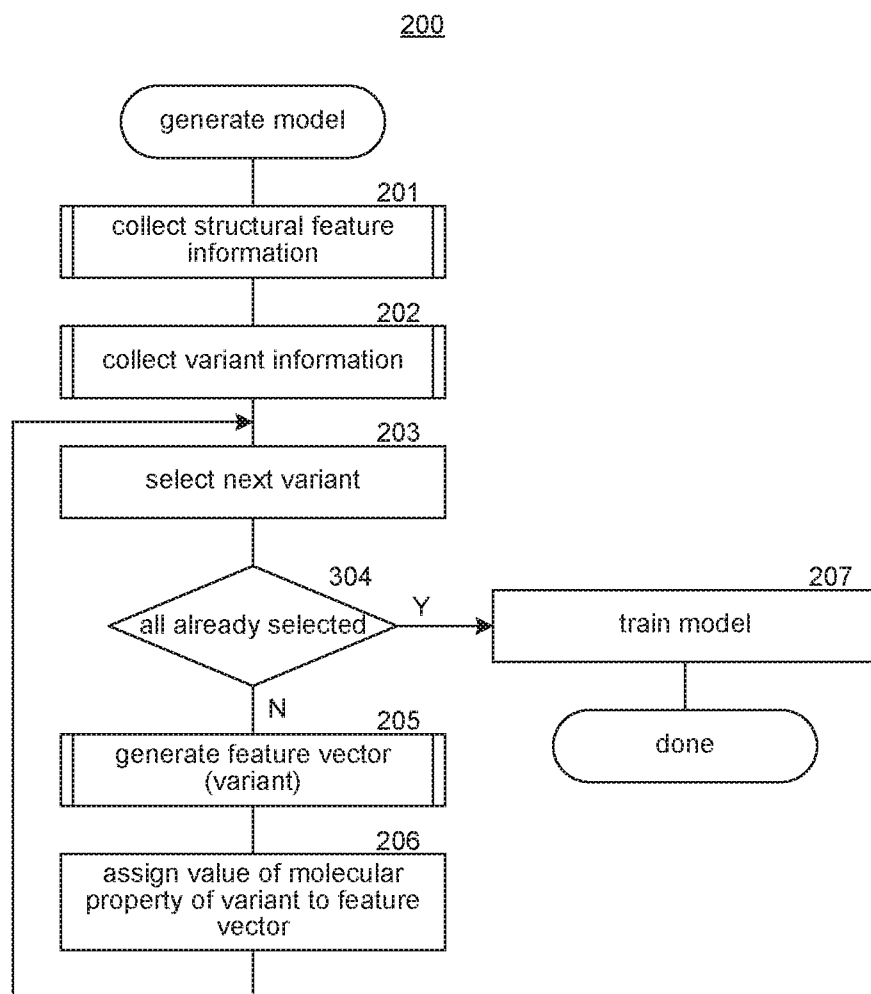 200
generate model
201
collect structural feature
information
202
collect variant information
203
select next variant
304
all already selected
Y
N
207
train model
done
205
generate feature vector
(variant)
206
assign value of molecular
property of variant to feature
vector